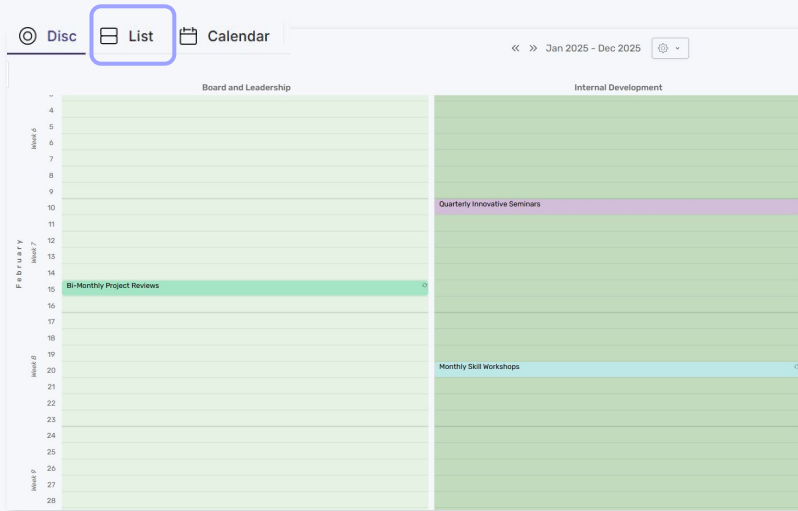 Disc List Calendar
Jan 2025 - Dec 2025
Board and Leadership Internal Development
4
Week 6 5
6
7
8
9
10 Quarterly Innovative Seminars
11
12
February Week 7 13
14
15 Bi-Monthly Project Reviews
16
17
18
19
Week 8 20 Monthly Skill Workshops
21
22
23
24
25
26
Week 9 27
28